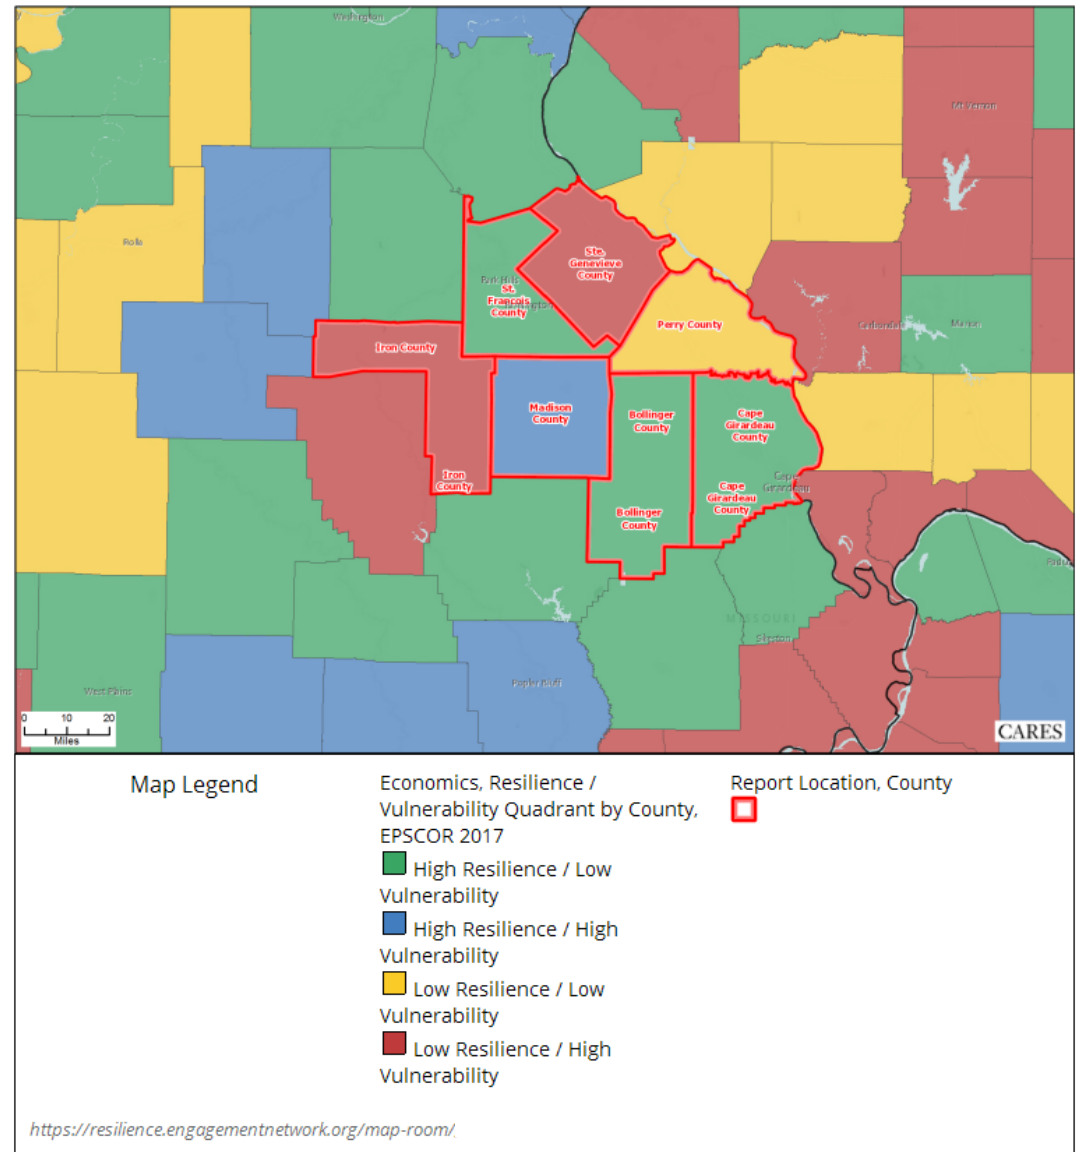 Washington
Mt Vernon
Rolla
Ste.
Genevieve
County
Park Hills
St.
Francois
County
Perry County
Marion
Iron County
Madison
County
Bollinger
County
Cape
Girardeau
County
Iron
County
Cape
Girardeau
Cape
Girardeau
County
Bollinger
County
MISSOURI
Sikeston
Poplar Bluff
West Plains
0 10 20
Miles
CARES
Map Legend
Economics, Resilience /
Vulnerability Quadrant by County,
EPSCOR 2017
High Resilience / Low
Vulnerability
High Resilience / High
Vulnerability
Low Resilience / Low
Vulnerability
Low Resilience / High
Vulnerability
Report Location, County
https://resilience.engagementnetwork.org/map-room/